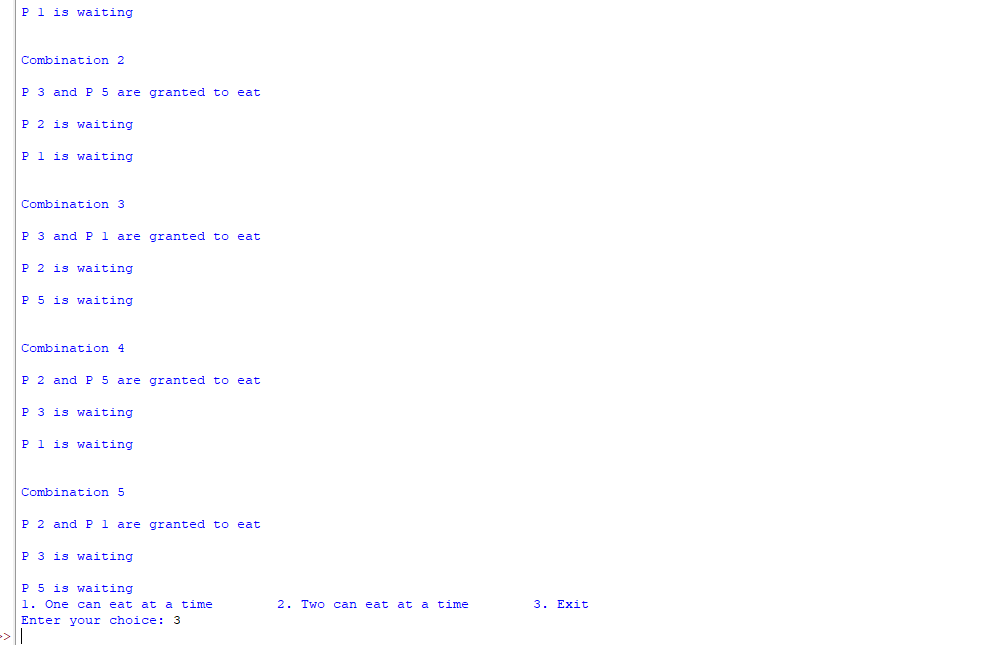 P 1 is waiting
Combination 2
P 3 and P 5 are granted to eat
P 2 is waiting
P 1 is waiting
Combination 3
P 3 and P 1 are granted to eat
P 2 is waiting
P 5 is waiting
Combination 4
P 2 and P 5 are granted to eat
P 3 is waiting
P 1 is waiting
Combination 5
P 2 and P 1 are granted to eat
P 3 is waiting
P 5 is waiting
1. One can eat at a time        2. Two can eat at a time        3. Exit
Enter your choice: 3
>>